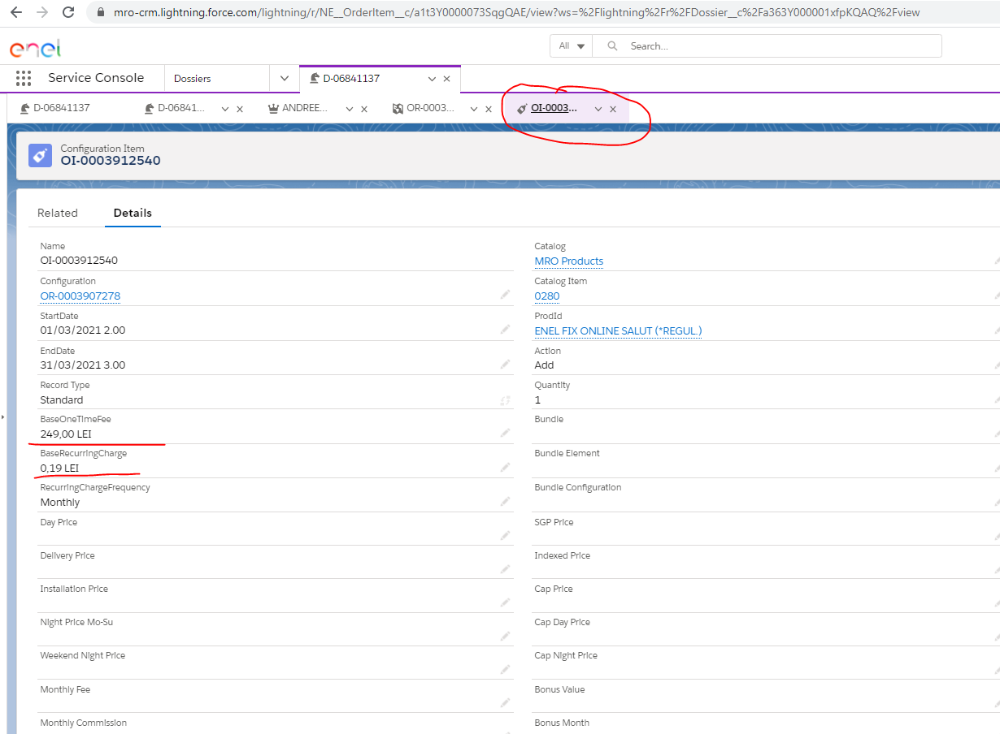 mro-crm.lightning.force.com/lightning/r/NE__OrderItem__c/a1t3Y0000073SqgQAE/view?ws=%2Flightning%2Fr%2FDossier__c%2Fa363Y000001xfpKQAQ%2Fview
enel
All
Search...
Service Console
Dossiers
D-06841137
D-06841137
D-06841...
ANDREE...
OR-0003...
OI-0003...
Configuration Item
OI-0003912540
Related
Details
Name
OI-0003912540
Catalog
MRO Products
Configuration
OR-0003907278
Catalog Item
0280
StartDate
01/03/2021 2.00
ProdId
ENEL FIX ONLINE SALUT (*REGUL.)
EndDate
31/03/2021 3.00
Action
Add
Record Type
Standard
Quantity
1
BaseOneTimeFee
249,00 LEI
Bundle
BaseRecurringCharge
0,19 LEI
Bundle Element
RecurringChargeFrequency
Monthly
Bundle Configuration
Day Price
SGP Price
Delivery Price
Indexed Price
Installation Price
Cap Price
Night Price Mo-Su
Cap Day Price
Weekend Night Price
Cap Night Price
Monthly Fee
Bonus Value
Monthly Commission
Bonus Month